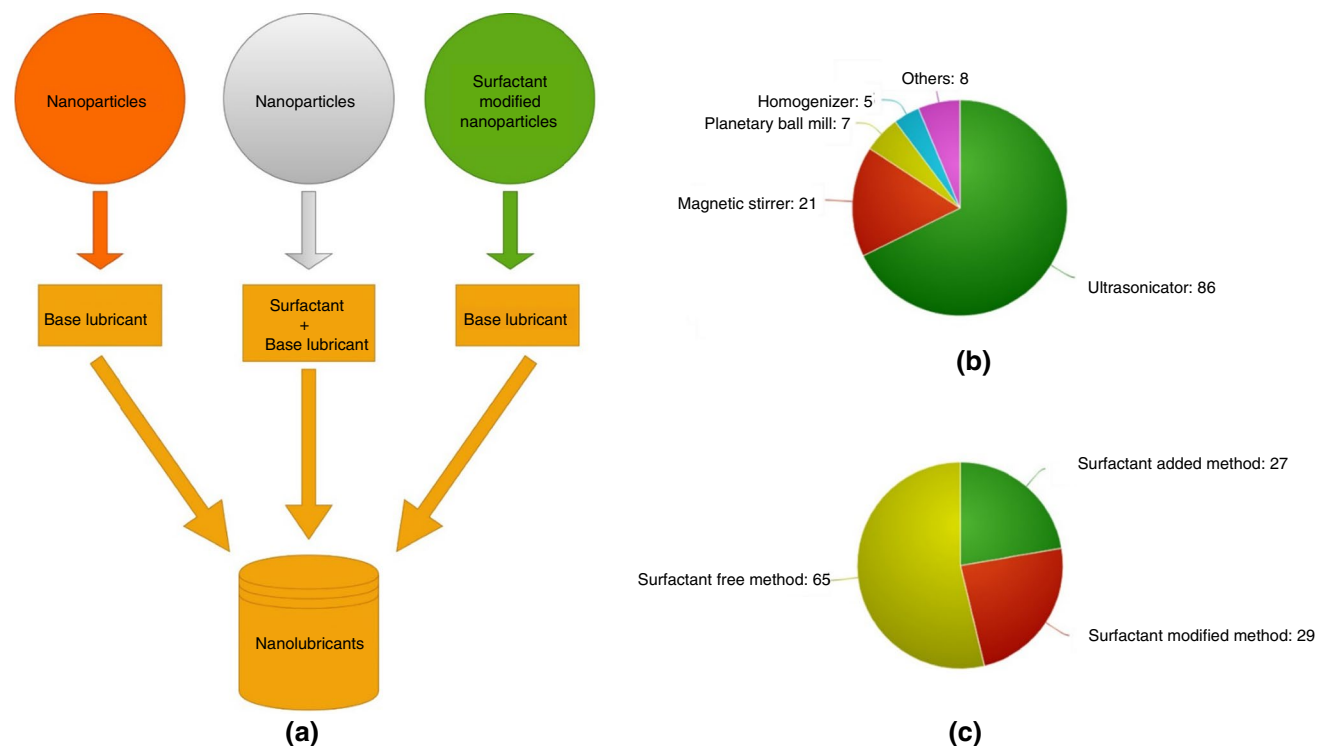 Nanoparticles
Nanoparticles
Surfactant
modified
nanoparticles
Base lubricant
Surfactant
+
Base lubricant
Base lubricant
Nanolubricants
(a)
Others: 8
Homogenizer: 5
Planetary ball mill: 7
Magnetic stirrer: 21
Ultrasonicator: 86
(b)
Surfactant added method: 27
Surfactant free method: 65
Surfactant modified method: 29
(c)